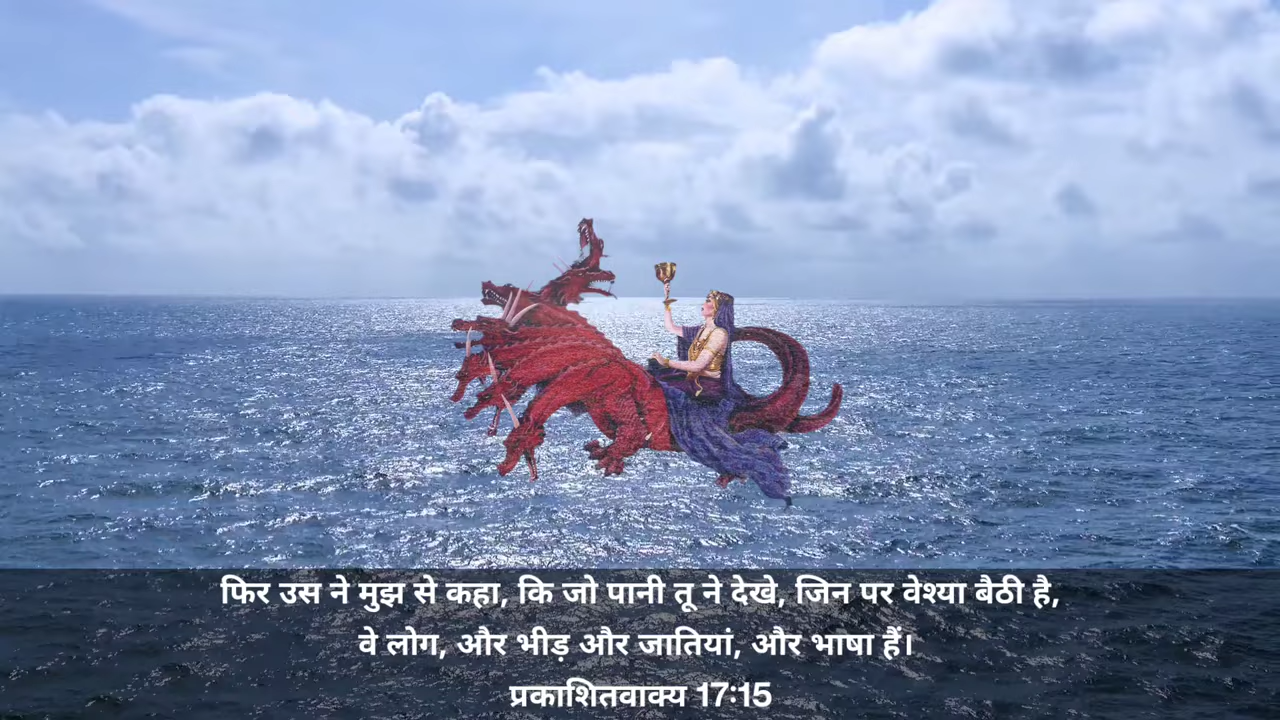 फिर उस ने मुझ से कहा, कि जो पानी तू ने देखे, जिन पर वेश्या बैठी है,
वे लोग, और भीड़ और जातियां, और भाषा हैं।
प्रकाशितवाक्य 17:15